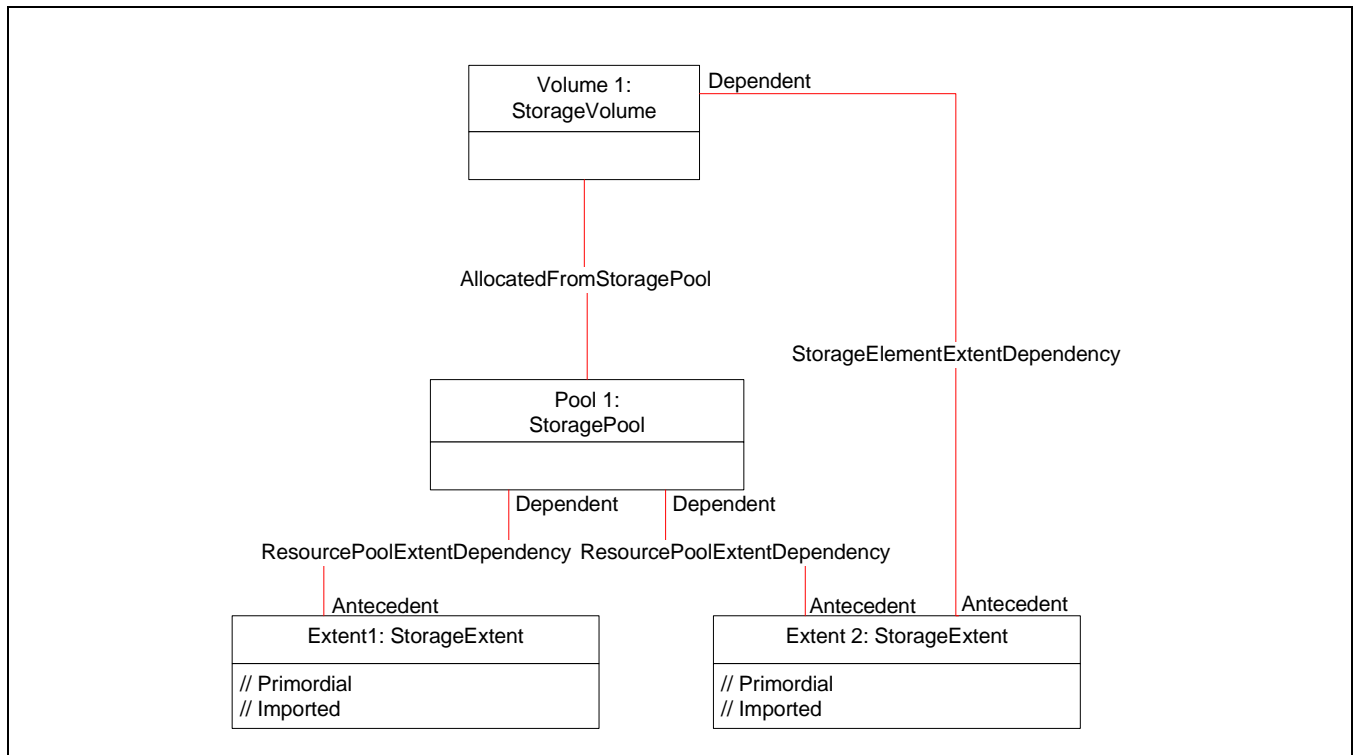 Volume 1:
StorageVolume
Dependent
AllocatedFromStoragePool
StorageElementExtentDependency
Pool 1:
StoragePool
Dependent
Dependent
ResourcePoolExtentDependency
ResourcePoolExtentDependency
Antecedent
Antecedent
Antecedent
Extent1: StorageExtent
// Primordial
// Imported
Extent 2: StorageExtent
// Primordial
// Imported